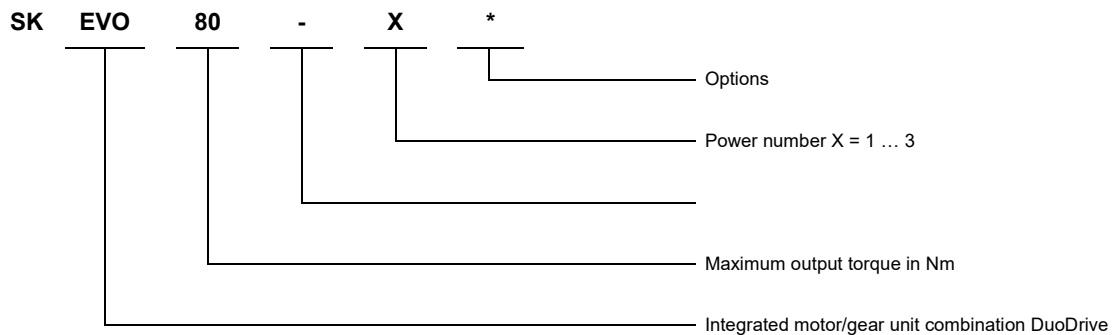 SK EVO 80 - X *
Options
Power number X = 1 … 3
Maximum output torque in Nm
Integrated motor/gear unit combination DuoDrive